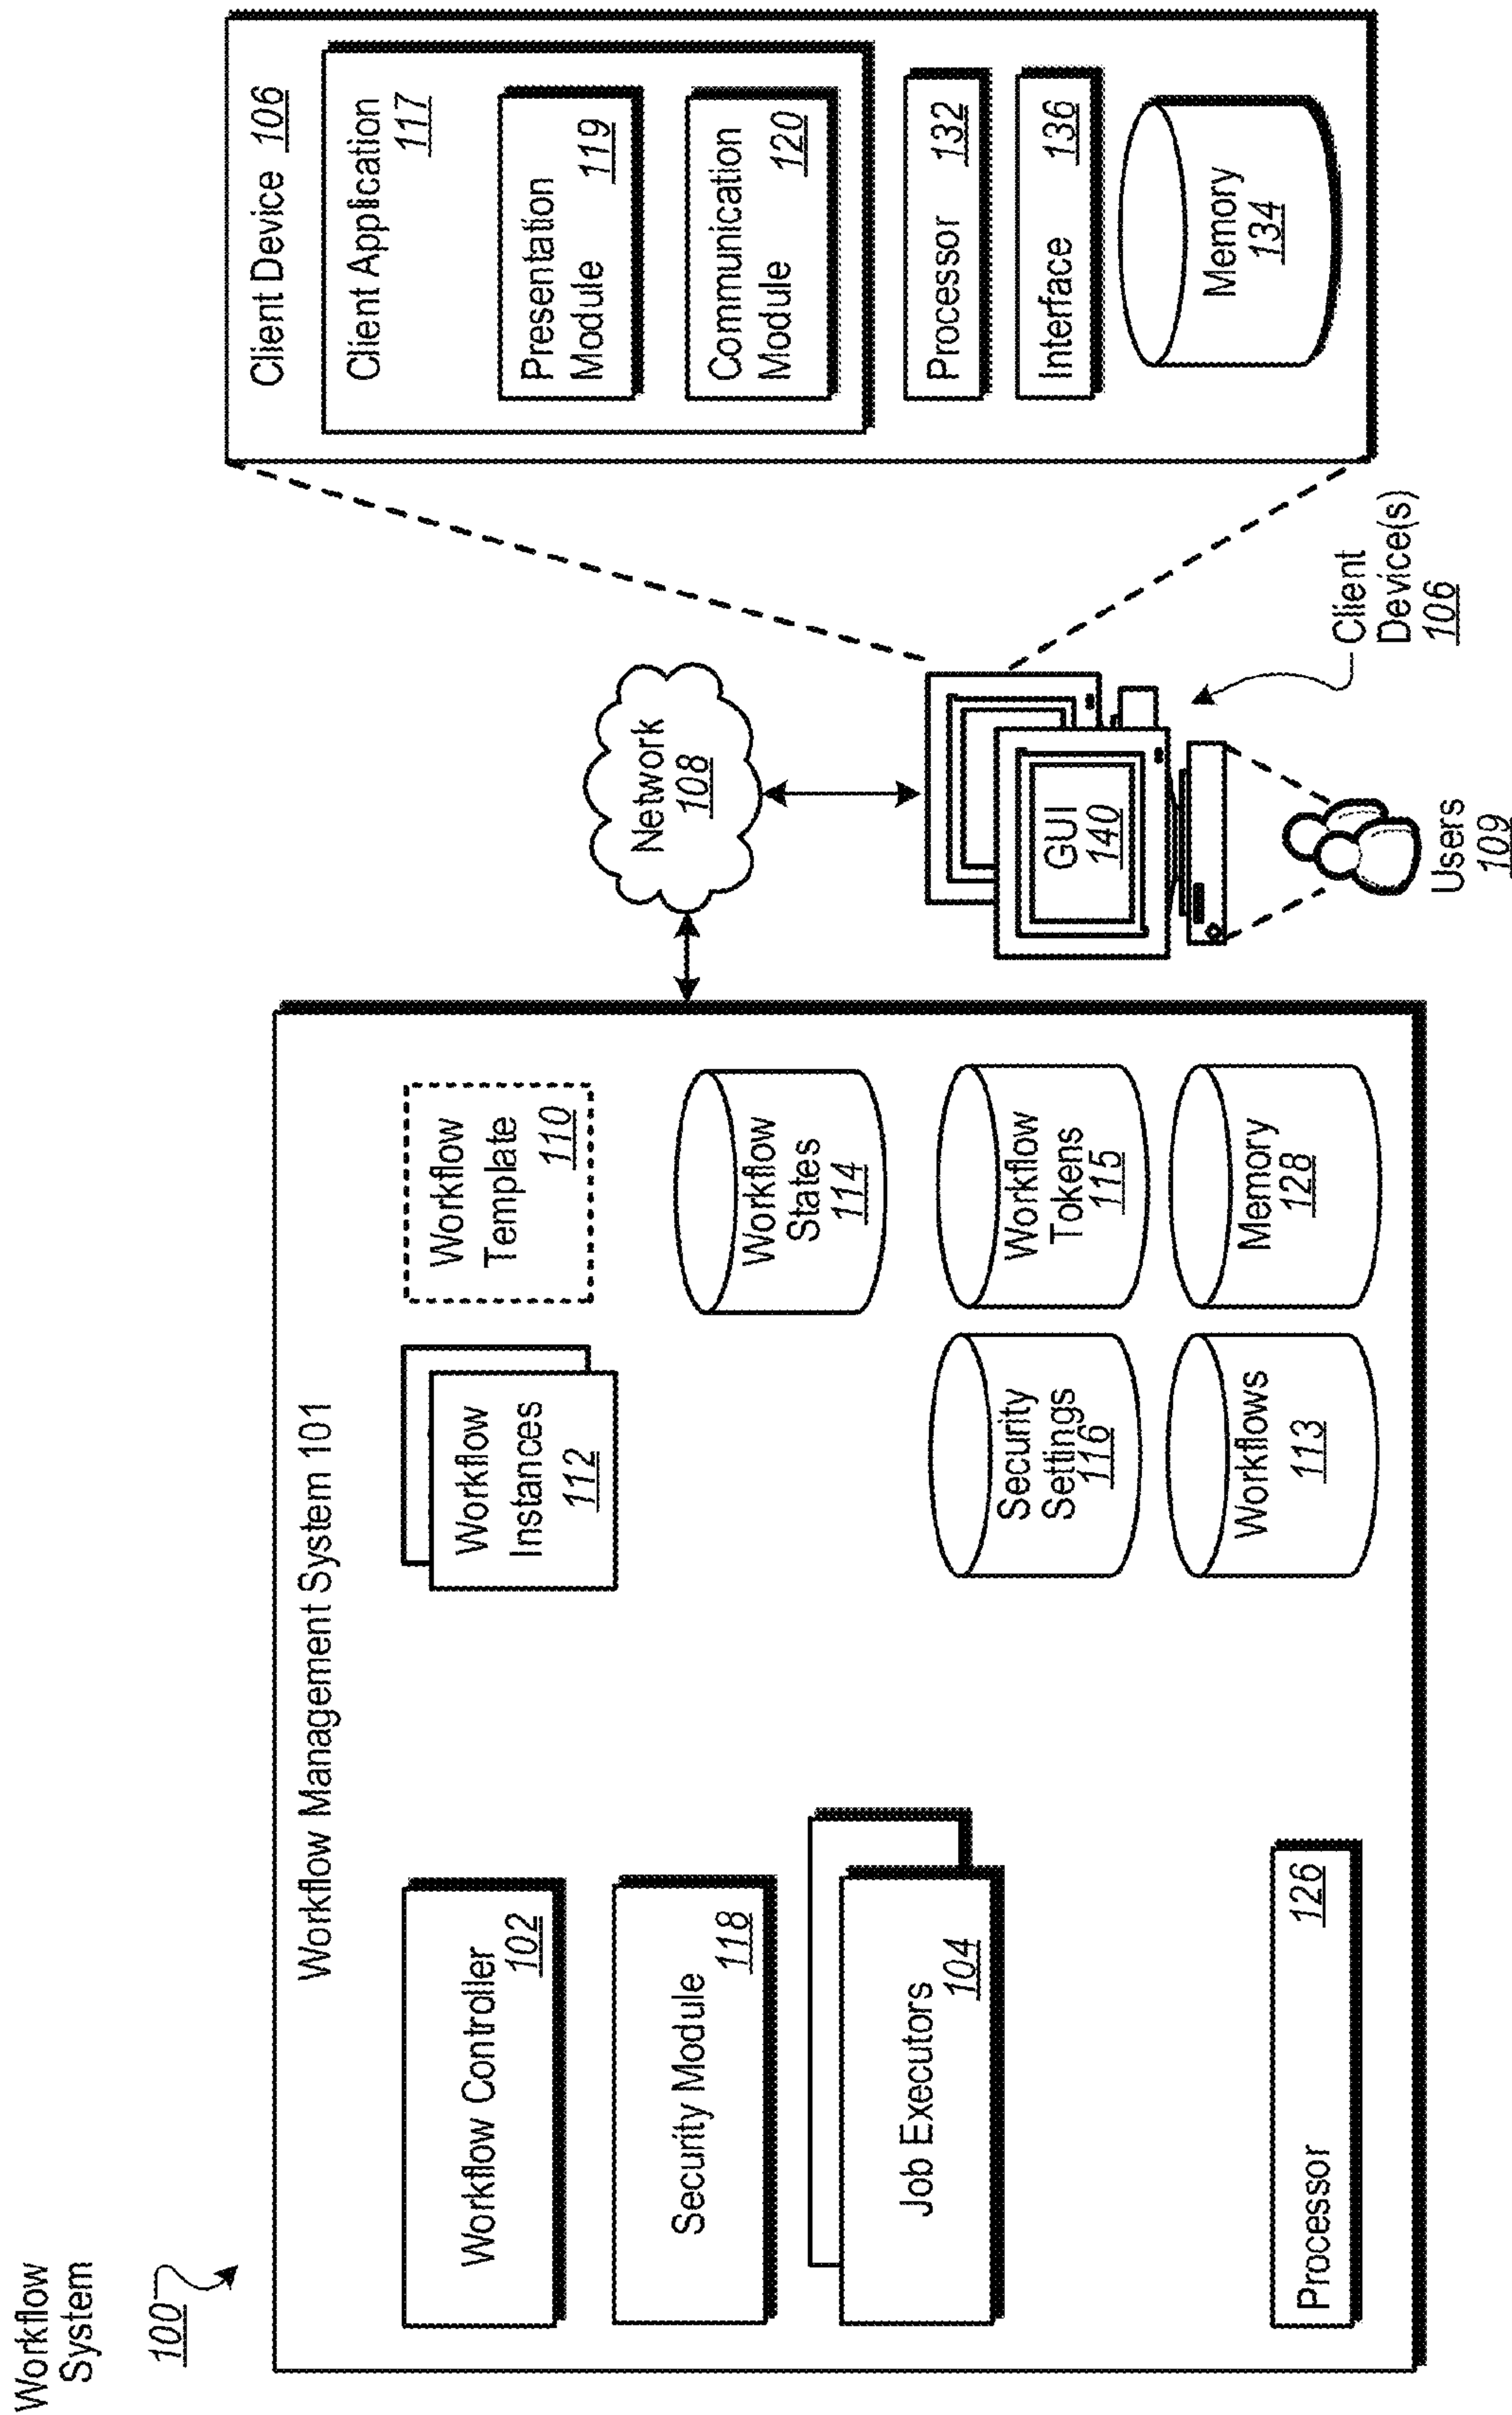 Workflow
System
100
Workflow Management System 101
Workflow Controller
102
Security Module
118
Job Executors
104
Processor
126
Workflow
Instances
112
Workflow
Template
110
Workflow
States
114
Security
Settings
116
Workflow
Tokens
115
Workflows
113
Memory
128
Network
108
GUI
140
Users
109
Client
Device(s)
106
Client Device 106
Client Application
117
Presentation
Module 119
Communication
Module 120
Processor 132
Interface 136
Memory
134